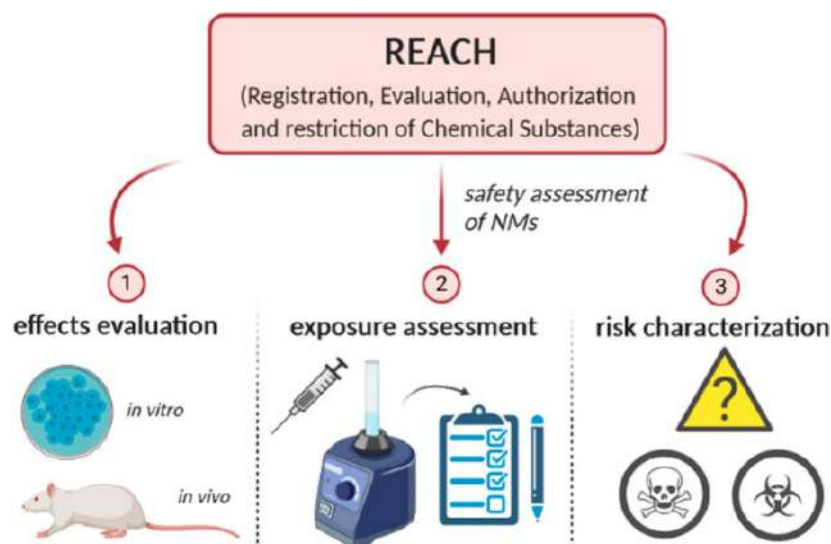 REACH
(Registration, Evaluation, Authorization
and restriction of Chemical Substances)
safety assessment
of NMs
1
2
3
effects evaluation
exposure assessment
risk characterization
in vitro
in vivo
?